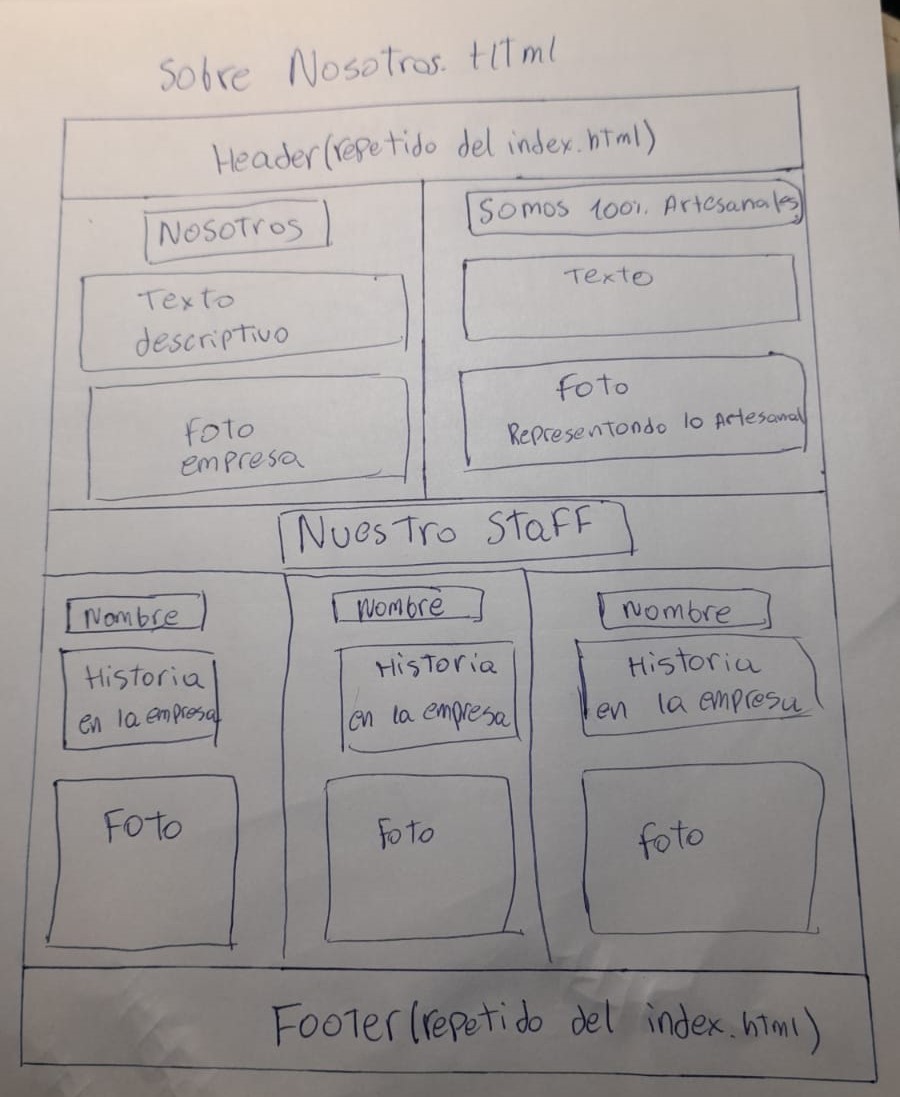 Sobre Nosotros. HTml
Header (repetido del index.html)
Nosotros
Texto
descriptivo
Foto
empresa
Somos 100% Artesanales
Texto
Foto
Representando lo Artesanal
Nuestro Staff
Nombre
Historia
en la empresa
Foto
Nombre
Historia
en la empresa
Foto
Nombre
Historia
en la empresa
Foto
Footer (repetido del index.html)